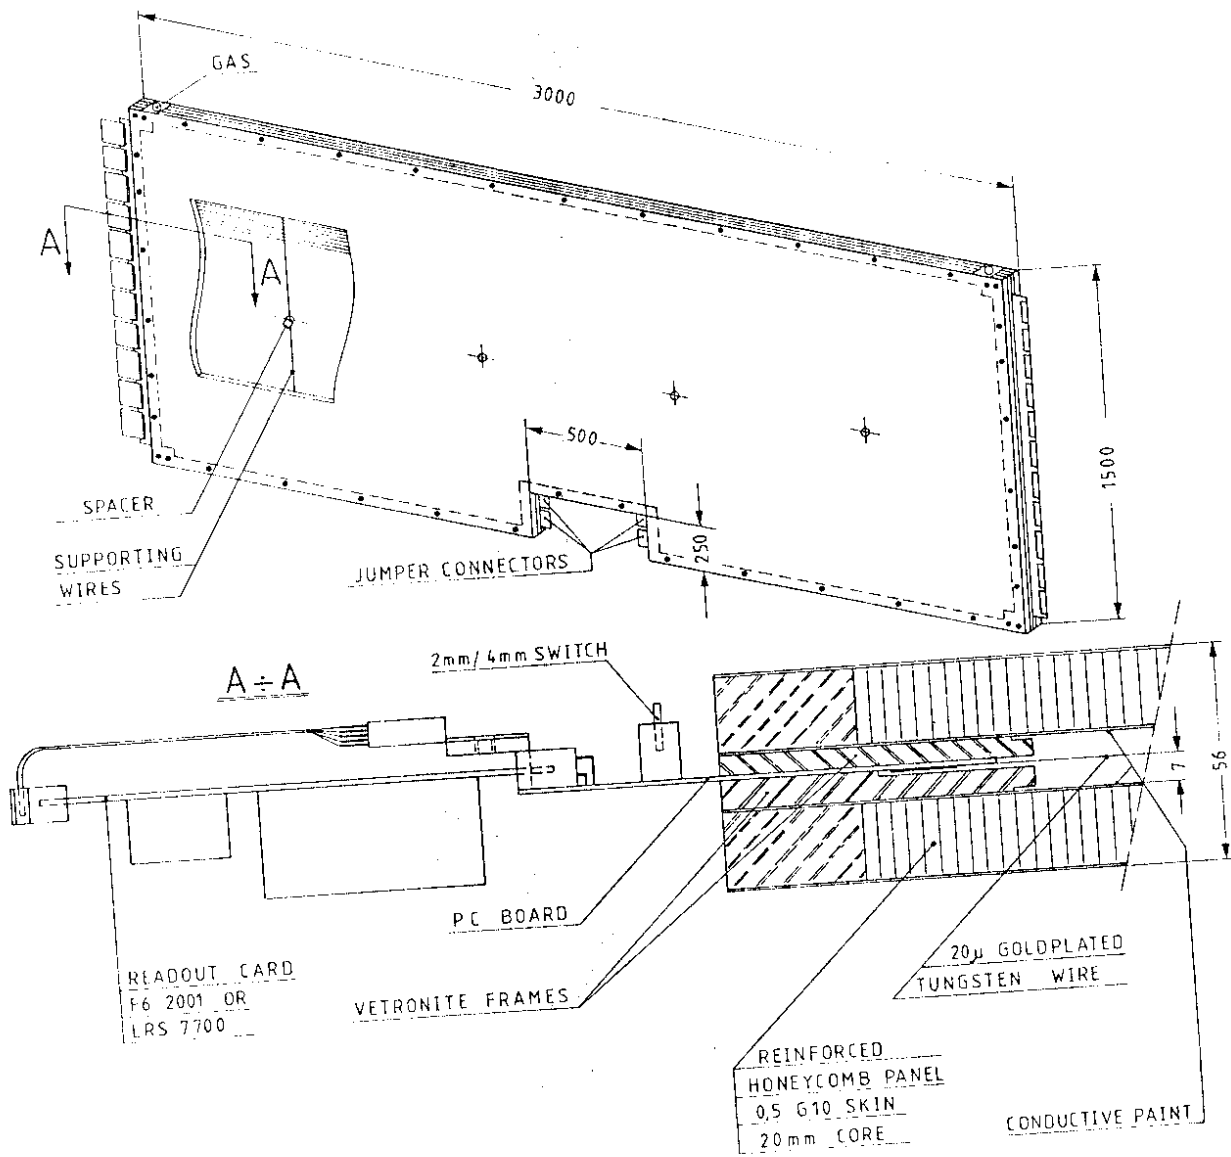 GAS
3000
A
A
500
1500
250
SPACER
SUPPORTING
WIRES
JUMPER CONNECTORS
A ÷ A
2mm/4mm SWITCH
7
56
PC BOARD
READOUT CARD
F6 2001 OR
LRS 7700
VETRONITE FRAMES
20µ GOLDPLATED
TUNGSTEN WIRE
REINFORCED
HONEYCOMB PANEL
0,5 G10 SKIN
20mm CORE
CONDUCTIVE PAINT